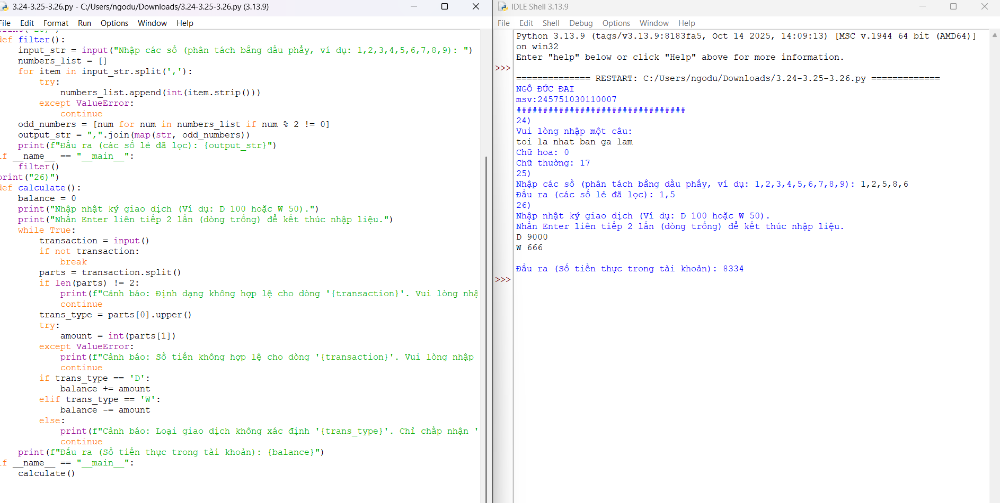 3.24-3.25-3.26.py - C:/Users/ngodu/Downloads/3.24-3.25-3.26.py (3.13.9)
File Edit Format Run Options Window Help
def filter():
    input_str = input("Nhập các số (phân tách bằng dấu phẩy, ví dụ: 1,2,3,4,5,6,7,8,9): ")
    numbers_list = []
    for item in input_str.split(','):
        try:
            numbers_list.append(int(item.strip()))
        except ValueError:
            continue
    odd_numbers = [num for num in numbers_list if num % 2 != 0]
    output_str = ",".join(map(str, odd_numbers))
    print(f"Đầu ra (các số lẻ đã lọc): {output_str}")
if __name__ == "__main__":
    filter()
print("26)")
def calculate():
    balance = 0
    print("Nhập nhật ký giao dịch (Ví dụ: D 100 hoặc W 50).")
    print("Nhấn Enter liên tiếp 2 lần (dòng trống) để kết thúc nhập liệu.")
    while True:
        transaction = input()
        if not transaction:
            break
        parts = transaction.split()
        if len(parts) != 2:
            print(f"Cảnh báo: Định dạng không hợp lệ cho dòng '{transaction}'. Vui lòng nhậ
            continue
        trans_type = parts[0].upper()
        try:
            amount = int(parts[1])
        except ValueError:
            print(f"Cảnh báo: Số tiền không hợp lệ cho dòng '{transaction}'. Vui lòng nhập
            continue
        if trans_type == 'D':
            balance += amount
        elif trans_type == 'W':
            balance -= amount
        else:
            print(f"Cảnh báo: Loại giao dịch không xác định '{trans_type}'. Chỉ chấp nhận '
            continue
    print(f"Đầu ra (Số tiền thực trong tài khoản): {balance}")
if __name__ == "__main__":
    calculate()
IDLE Shell 3.13.9
File Edit Shell Debug Options Window Help
Python 3.13.9 (tags/v3.13.9:8183fa5, Oct 14 2025, 14:09:13) [MSC v.1944 64 bit (AMD64)]
on win32
Enter "help" below or click "Help" above for more information.
>>>
============== RESTART: C:/Users/ngodu/Downloads/3.24-3.25-3.26.py =============
NGÔ ĐỨC ĐAI
msv:245751030110007
################################
24)
Vui lòng nhập một câu:
toi la nhat ban ga lam
Chữ hoa: 0
Chữ thường: 17
25)
Nhập các số (phân tách bằng dấu phẩy, ví dụ: 1,2,3,4,5,6,7,8,9): 1,2,5,8,6
Đầu ra (các số lẻ đã lọc): 1,5
26)
Nhập nhật ký giao dịch (Ví dụ: D 100 hoặc W 50).
Nhấn Enter liên tiếp 2 lần (dòng trống) để kết thúc nhập liệu.
D 9000
W 666
Đầu ra (Số tiền thực trong tài khoản): 8334
>>>